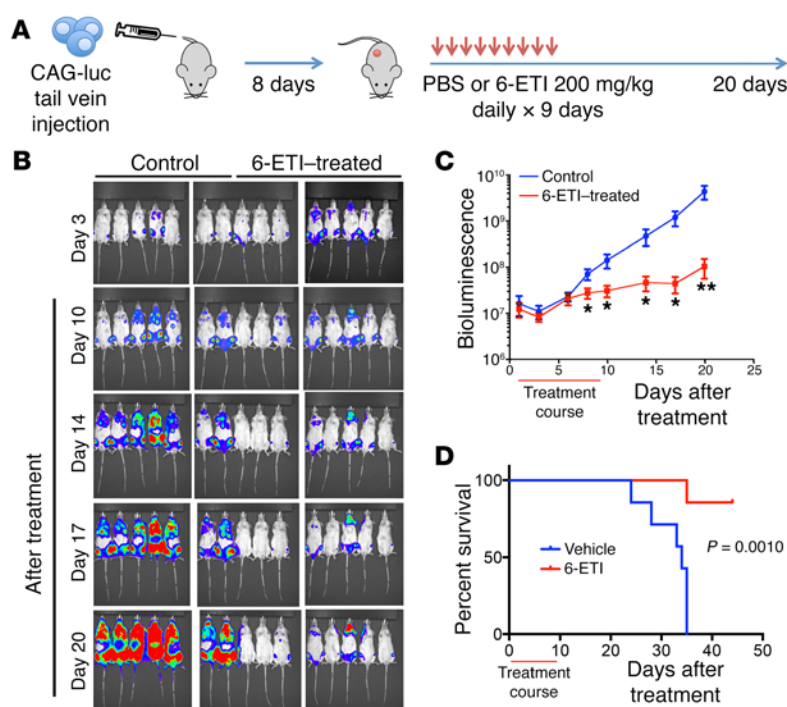 A
CAG-luc
tail vein
injection
8 days
PBS or 6-ETI 200 mg/kg
daily × 9 days
20 days
B
Control
6-ETI–treated
Day 3
Day 10
Day 14
Day 17
Day 20
After treatment
C
Control
6-ETI–treated
Bioluminescence
10¹⁰
10⁹
10⁸
10⁷
10⁶
0
5
10
15
20
25
* * * * **
Treatment
course
Days after
treatment
D
Percent survival
100
50
0
Vehicle
6-ETI
P = 0.0010
0
10
20
30
40
50
Treatment
course
Days after
treatment